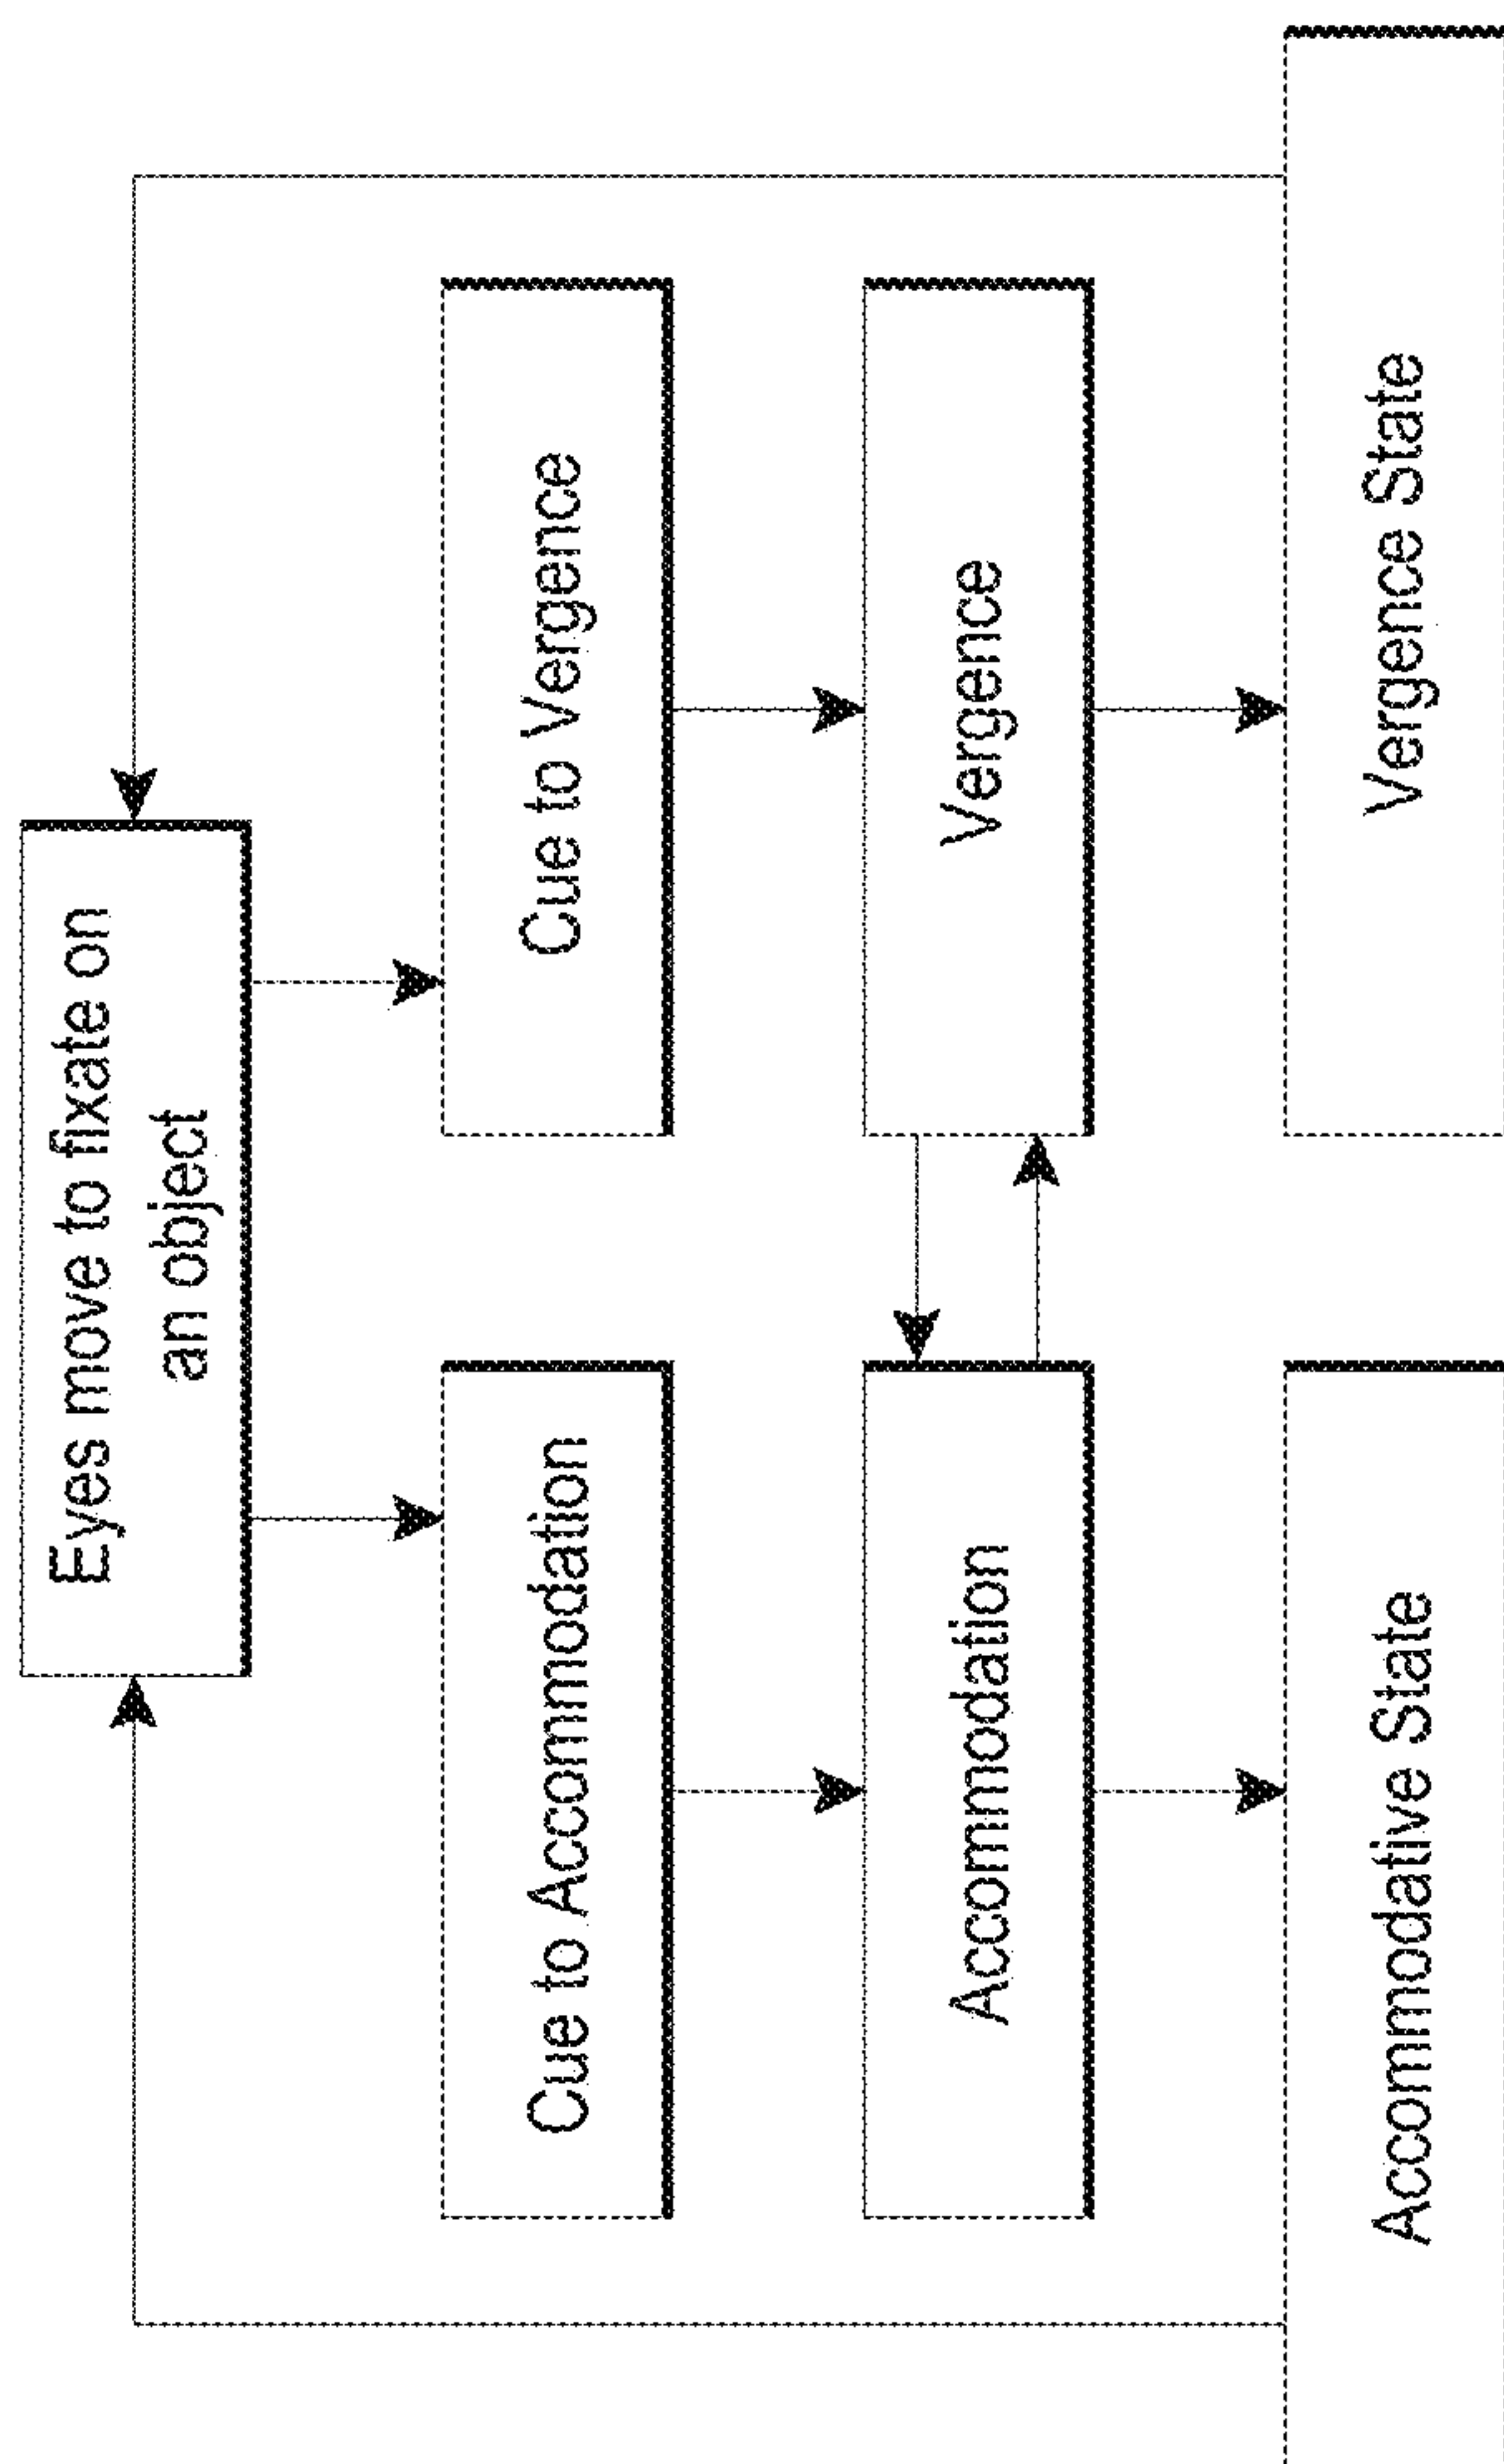 Eyes move to fixate on
an object
Cue to Accommodation
Cue to Vergence
Accommodation
Vergence
Accommodative State
Vergence State